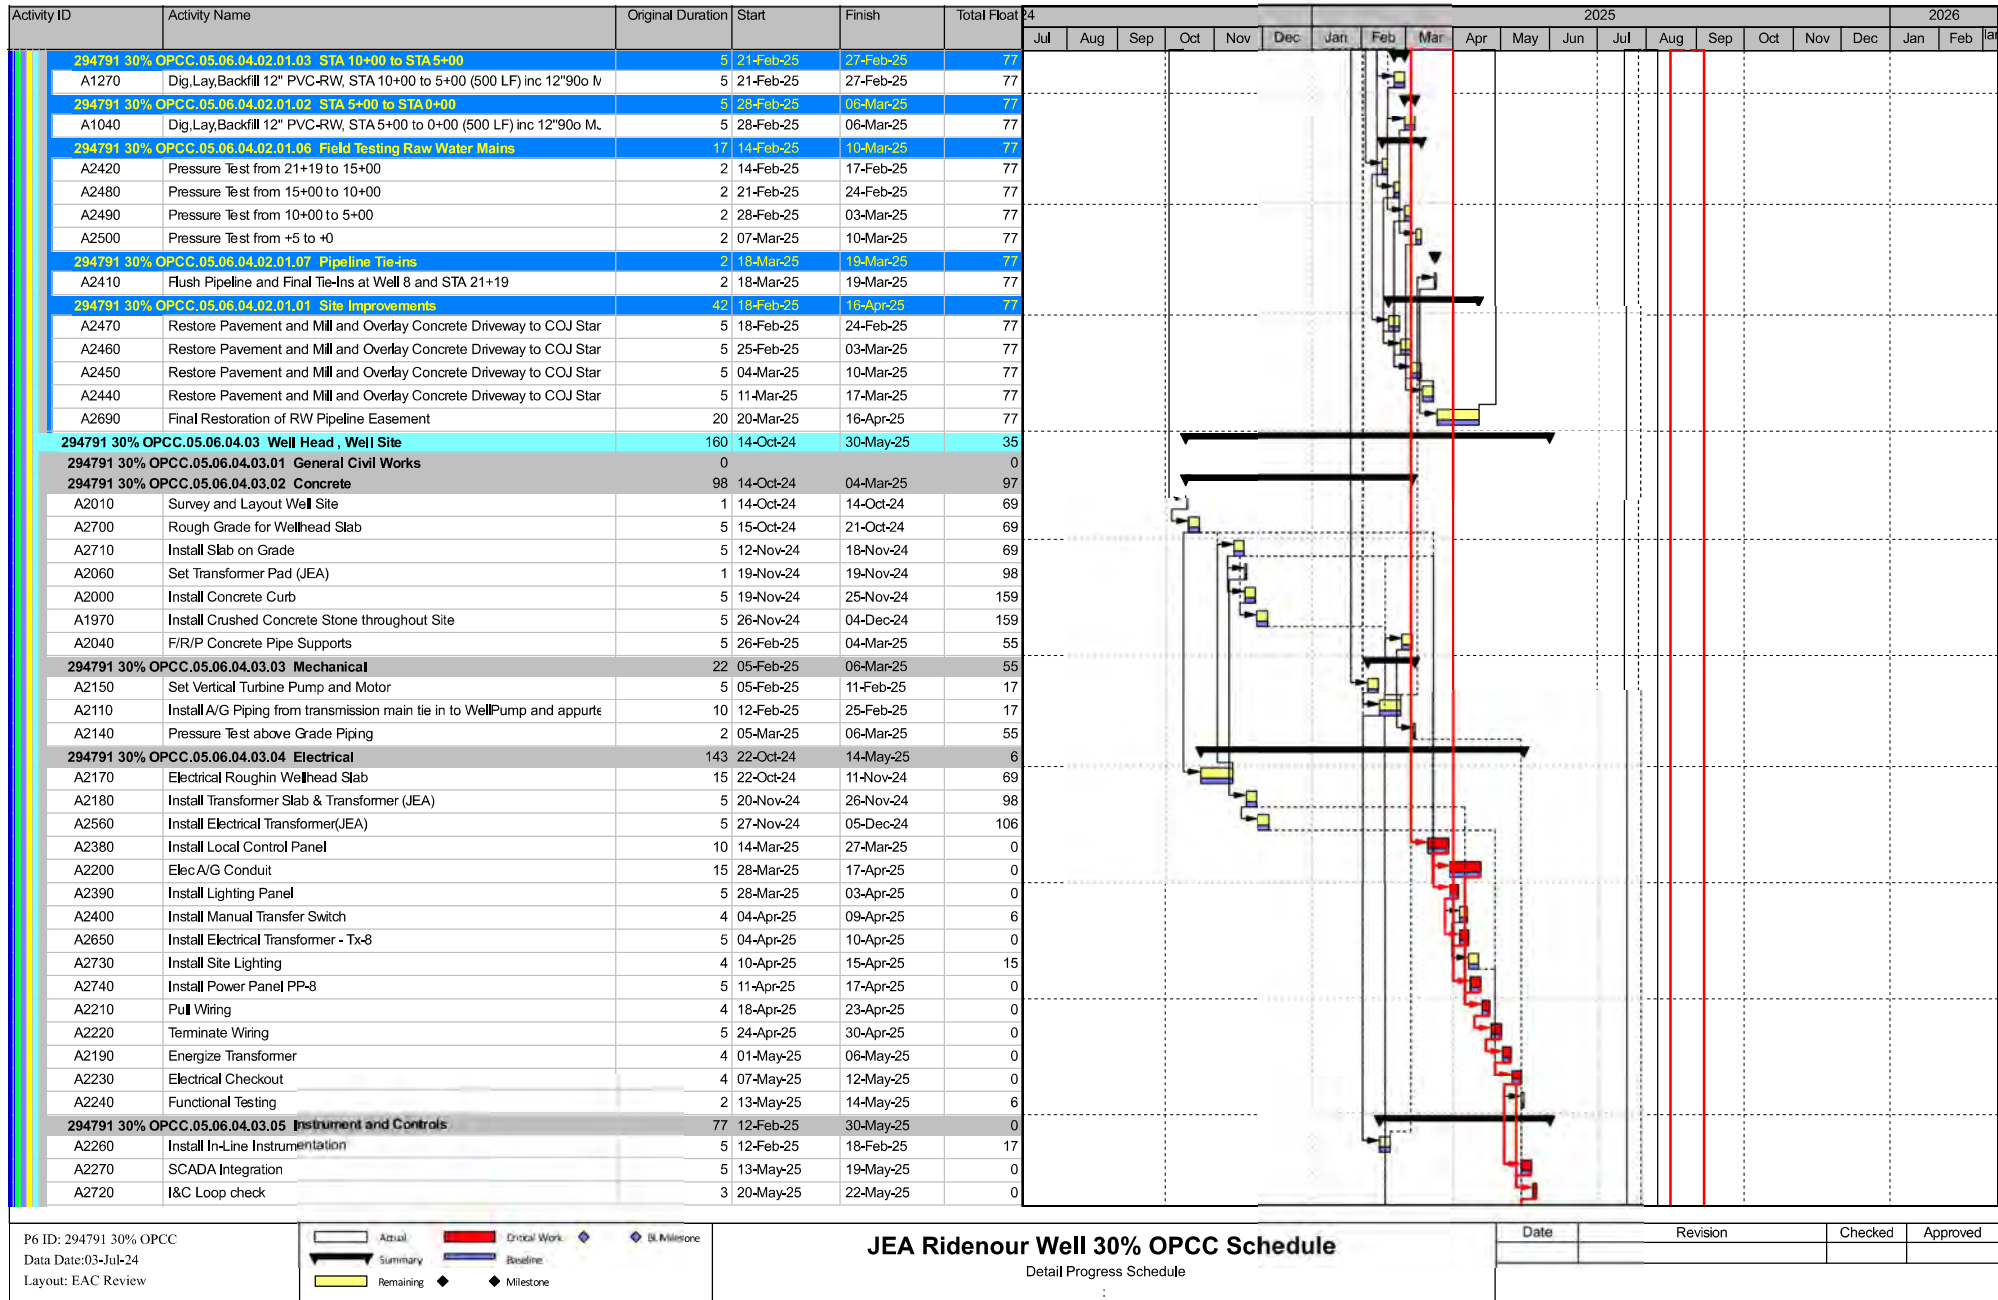 Activity ID Activity Name Original Duration Start Finish Total Float 24 2025 2026
Jul Aug Sep Oct Nov Dec Jan Feb Mar Apr May Jun Jul Aug Sep Oct Nov Dec Jan Feb
294791 30% OPCC.05.06.04.02.01.03 STA 10+00 to STA 5+00 5 21-Feb-25 27-Feb-25 77
A1270 Dig,Lay,Backfill 12" PVC-RW, STA 10+00 to 5+00 (500 LF) inc 12"90o M 5 21-Feb-25 27-Feb-25 77
294791 30% OPCC.05.06.04.02.01.02 STA 5+00 to STA 0+00 5 28-Feb-25 06-Mar-25 77
A1040 Dig,Lay,Backfill 12" PVC-RW, STA 5+00 to 0+00 (500 LF) inc 12"90o MJ 5 28-Feb-25 06-Mar-25 77
294791 30% OPCC.05.06.04.02.01.06 Field Testing Raw Water Mains 17 14-Feb-25 10-Mar-25 77
A2420 Pressure Test from 21+19 to 15+00 2 14-Feb-25 17-Feb-25 77
A2480 Pressure Test from 15+00 to 10+00 2 21-Feb-25 24-Feb-25 77
A2490 Pressure Test from 10+00 to 5+00 2 28-Feb-25 03-Mar-25 77
A2500 Pressure Test from +5 to +0 2 07-Mar-25 10-Mar-25 77
294791 30% OPCC.05.06.04.02.01.07 Pipeline Tie-ins 2 18-Mar-25 19-Mar-25 77
A2410 Flush Pipeline and Final Tie-Ins at Well 8 and STA 21+19 2 18-Mar-25 19-Mar-25 77
294791 30% OPCC.05.06.04.02.01.01 Site Improvements 42 18-Feb-25 16-Apr-25 77
A2470 Restore Pavement and Mill and Overlay Concrete Driveway to COJ Star 5 18-Feb-25 24-Feb-25 77
A2460 Restore Pavement and Mill and Overlay Concrete Driveway to COJ Star 5 25-Feb-25 03-Mar-25 77
A2450 Restore Pavement and Mill and Overlay Concrete Driveway to COJ Star 5 04-Mar-25 10-Mar-25 77
A2440 Restore Pavement and Mill and Overlay Concrete Driveway to COJ Star 5 11-Mar-25 17-Mar-25 77
A2690 Final Restoration of RW Pipeline Easement 20 20-Mar-25 16-Apr-25 77
294791 30% OPCC.05.06.04.03 Well Head , Well Site 160 14-Oct-24 30-May-25 35
294791 30% OPCC.05.06.04.03.01 General Civil Works 0 0
294791 30% OPCC.05.06.04.03.02 Concrete 98 14-Oct-24 04-Mar-25 97
A2010 Survey and Layout Well Site 1 14-Oct-24 14-Oct-24 69
A2700 Rough Grade for Wellhead Slab 5 15-Oct-24 21-Oct-24 69
A2710 Install Slab on Grade 5 12-Nov-24 18-Nov-24 69
A2060 Set Transformer Pad (JEA) 1 19-Nov-24 19-Nov-24 98
A2000 Install Concrete Curb 5 19-Nov-24 25-Nov-24 159
A1970 Install Crushed Concrete Stone throughout Site 5 26-Nov-24 04-Dec-24 159
A2040 F/R/P Concrete Pipe Supports 5 26-Feb-25 04-Mar-25 55
294791 30% OPCC.05.06.04.03.03 Mechanical 22 05-Feb-25 06-Mar-25 55
A2150 Set Vertical Turbine Pump and Motor 5 05-Feb-25 11-Feb-25 17
A2110 Install A/G Piping from transmission main tie in to WellPump and appurte 10 12-Feb-25 25-Feb-25 17
A2140 Pressure Test above Grade Piping 2 05-Mar-25 06-Mar-25 55
294791 30% OPCC.05.06.04.03.04 Electrical 143 22-Oct-24 14-May-25 6
A2170 Electrical Roughin Wellhead Slab 15 22-Oct-24 11-Nov-24 69
A2180 Install Transformer Slab & Transformer (JEA) 5 20-Nov-24 26-Nov-24 98
A2560 Install Electrical Transformer(JEA) 5 27-Nov-24 05-Dec-24 106
A2380 Install Local Control Panel 10 14-Mar-25 27-Mar-25 0
A2200 Elec A/G Conduit 15 28-Mar-25 17-Apr-25 0
A2390 Install Lighting Panel 5 28-Mar-25 03-Apr-25 0
A2400 Install Manual Transfer Switch 4 04-Apr-25 09-Apr-25 6
A2650 Install Electrical Transformer - Tx-8 5 04-Apr-25 10-Apr-25 0
A2730 Install Site Lighting 4 10-Apr-25 15-Apr-25 15
A2740 Install Power Panel PP-8 5 11-Apr-25 17-Apr-25 0
A2210 Pull Wiring 4 18-Apr-25 23-Apr-25 0
A2220 Terminate Wiring 5 24-Apr-25 30-Apr-25 0
A2190 Energize Transformer 4 01-May-25 06-May-25 0
A2230 Electrical Checkout 4 07-May-25 12-May-25 0
A2240 Functional Testing 2 13-May-25 14-May-25 6
294791 30% OPCC.05.06.04.03.05 Instrument and Controls 77 12-Feb-25 30-May-25 0
A2260 Install In-Line Instrumentation 5 12-Feb-25 18-Feb-25 17
A2270 SCADA Integration 5 13-May-25 19-May-25 0
A2720 I&C Loop check 3 20-May-25 22-May-25 0
P6 ID: 294791 30% OPCC
Data Date:03-Jul-24
Layout: EAC Review
Actual Critical Work BL Milestone
Summary Baseline
Remaining Milestone
JEA Ridenour Well 30% OPCC Schedule
Detail Progress Schedule
:
Date Revision Checked Approved